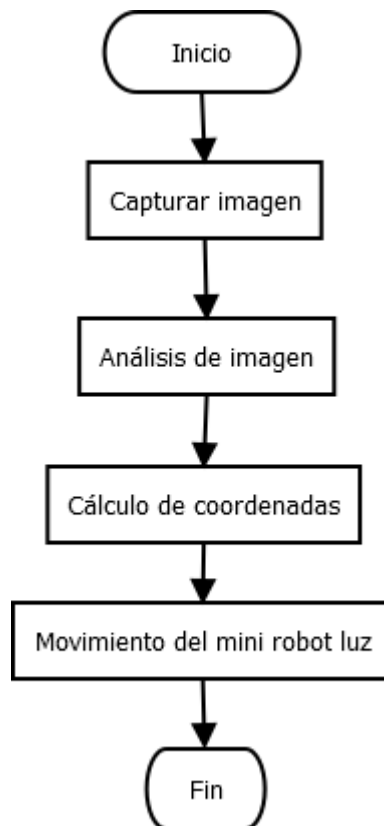 Inicio
Capturar imagen
Análisis de imagen
Cálculo de coordenadas
Movimiento del mini robot luz
Fin